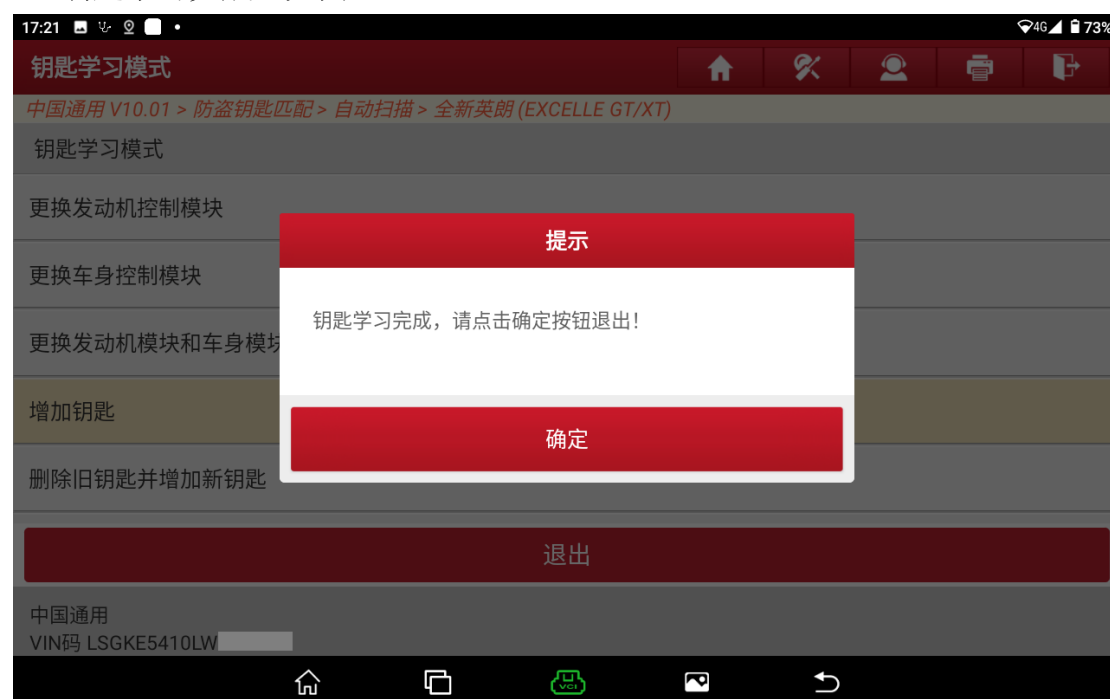 17:21 4G 73%
钥匙学习模式
中国通用 V10.01 > 防盗钥匙匹配 > 自动扫描 > 全新英朗 (EXCELLE GT/XT)
钥匙学习模式
更换发动机控制模块
提示
更换车身控制模块
钥匙学习完成，请点击确定按钮退出！
更换发动机模块和车身模块
增加钥匙
确定
删除旧钥匙并增加新钥匙
退出
中国通用
VIN码 LSGKE5410LW
VCI